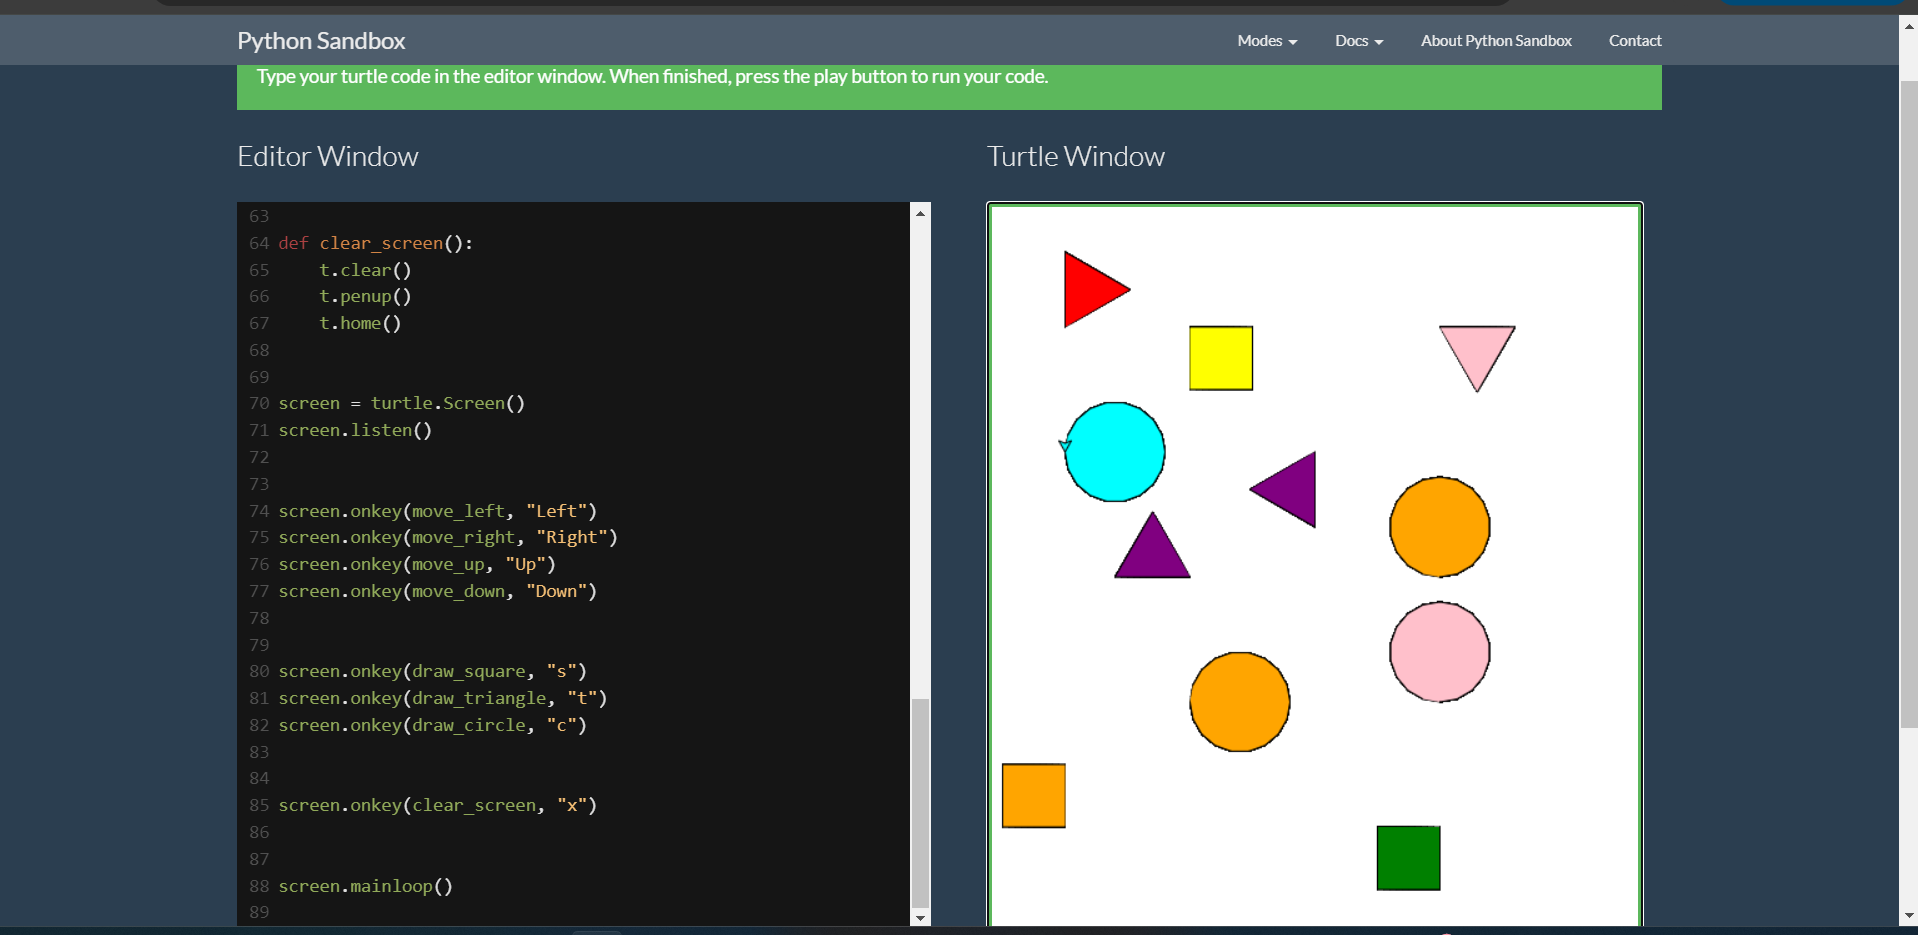 Python Sandbox
Modes Docs About Python Sandbox Contact
Type your turtle code in the editor window. When finished, press the play button to run your code.
Editor Window
Turtle Window
63
64 def clear_screen():
65     t.clear()
66     t.penup()
67     t.home()
68
69
70 screen = turtle.Screen()
71 screen.listen()
72
73
74 screen.onkey(move_left, "Left")
75 screen.onkey(move_right, "Right")
76 screen.onkey(move_up, "Up")
77 screen.onkey(move_down, "Down")
78
79
80 screen.onkey(draw_square, "s")
81 screen.onkey(draw_triangle, "t")
82 screen.onkey(draw_circle, "c")
83
84
85 screen.onkey(clear_screen, "x")
86
87
88 screen.mainloop()
89